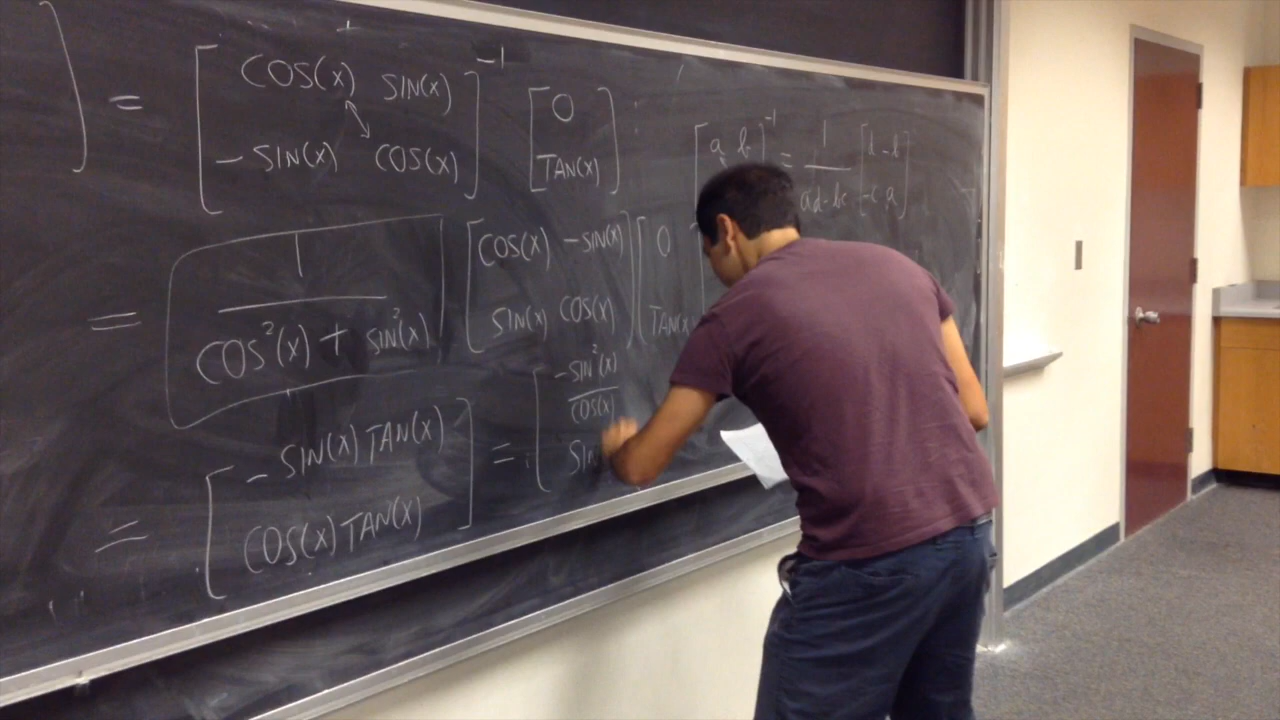 ] = [ COS(x) SIN(x) ]⁻¹ [ 0 ]
[ -SIN(x) COS(x) ] [ TAN(x) ]
[ a b ]⁻¹ = 1 [ d -b ]
ad-bc [ -c a ]
= 1 [ COS(x) -SIN(x) ] [ 0
COS²(x) + SIN²(x) [ SIN(x) COS(x) ] [ TAN(x)
= [ -SIN(x) TAN(x) ] = [ -SIN²(x)
COS(x)
[ COS(x) TAN(x) ]